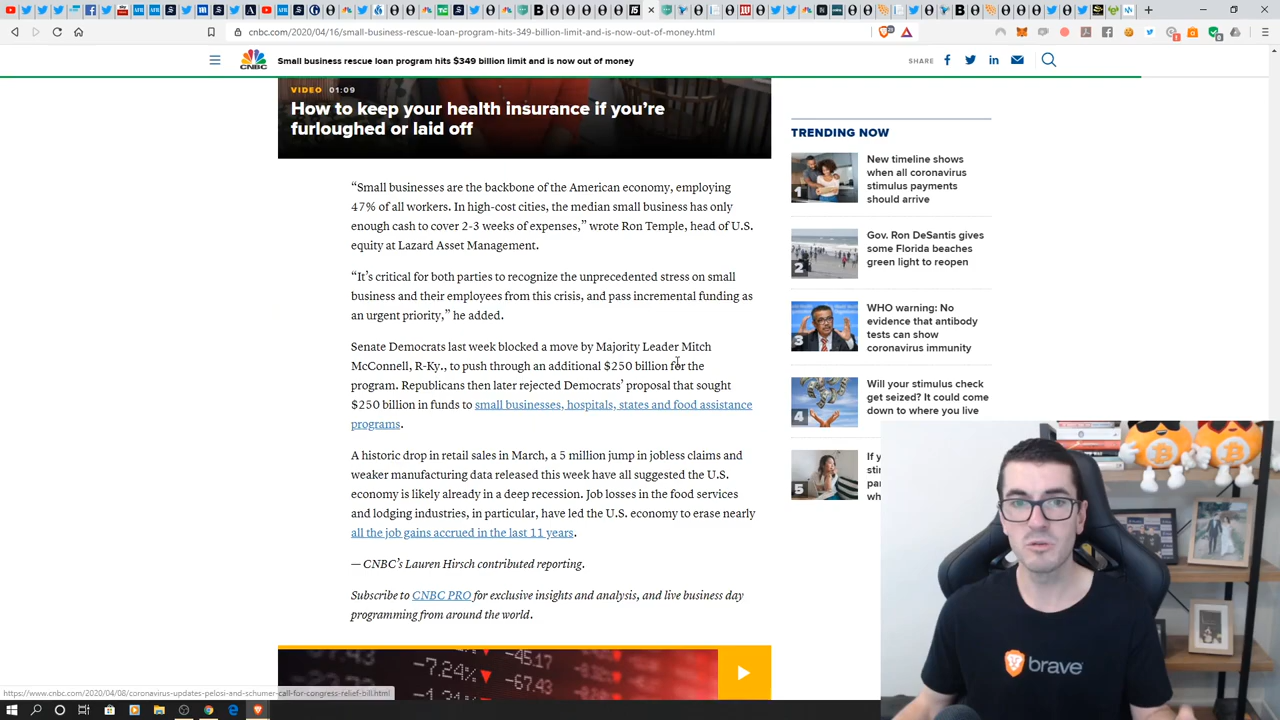 cnbc.com/2020/04/16/small-business-rescue-loan-program-hits-349-billion-limit-and-is-now-out-of-money.html
CNBC
Small business rescue loan program hits $349 billion limit and is now out of money
SHARE
VIDEO 01:09
How to keep your health insurance if you’re
furloughed or laid off
“Small businesses are the backbone of the American economy, employing
47% of all workers. In high-cost cities, the median small business has only
enough cash to cover 2-3 weeks of expenses,” wrote Ron Temple, head of U.S.
equity at Lazard Asset Management.
“It’s critical for both parties to recognize the unprecedented stress on small
business and their employees from this crisis, and pass incremental funding as
an urgent priority,” he added.
Senate Democrats last week blocked a move by Majority Leader Mitch
McConnell, R-Ky., to push through an additional $250 billion for the
program. Republicans then later rejected Democrats’ proposal that sought
$250 billion in funds to small businesses, hospitals, states and food assistance
programs.
A historic drop in retail sales in March, a 5 million jump in jobless claims and
weaker manufacturing data released this week have all suggested the U.S.
economy is likely already in a deep recession. Job losses in the food services
and lodging industries, in particular, have led the U.S. economy to erase nearly
all the job gains accrued in the last 11 years.
— CNBC’s Lauren Hirsch contributed reporting.
Subscribe to CNBC PRO for exclusive insights and analysis, and live business day
programming from around the world.
-7.24%
-45.17
-67.43
TRENDING NOW
1
New timeline shows
when all coronavirus
stimulus payments
should arrive
2
Gov. Ron DeSantis gives
some Florida beaches
green light to reopen
3
WHO warning: No
evidence that antibody
tests can show
coronavirus immunity
4
Will your stimulus check
get seized? It could come
down to where you live
5
If y
sti
pa
wh
brave
https://www.cnbc.com/2020/04/08/coronavirus-updates-pelosi-and-schumer-call-for-congress-relief-bill.html